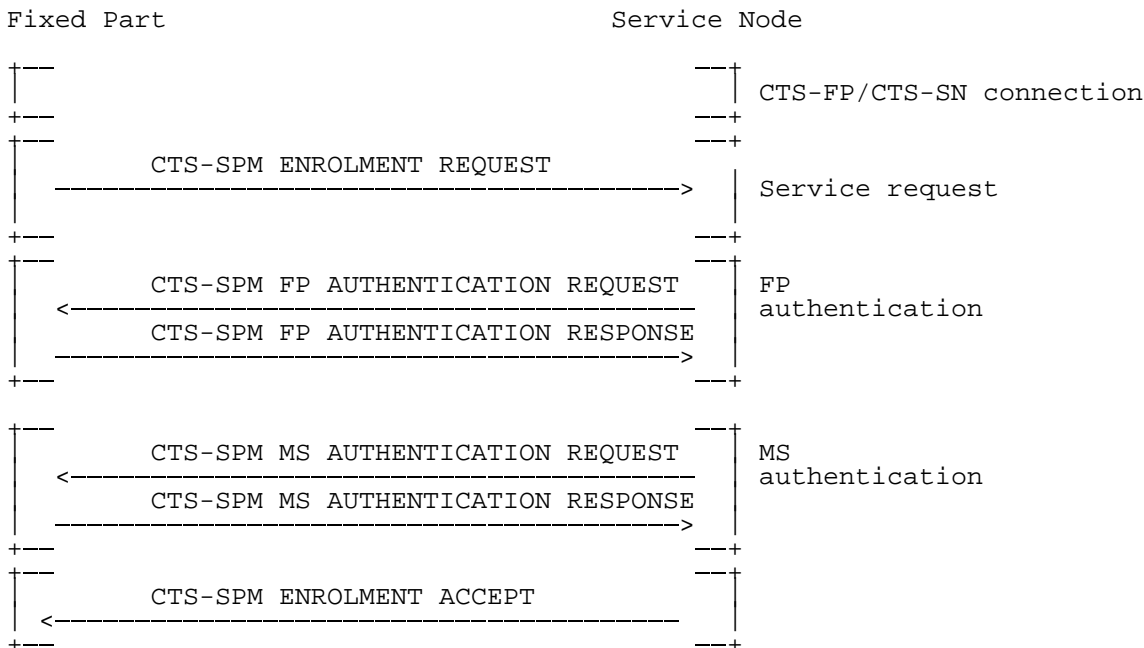 Fixed Part Service Node
CTS-FP/CTS-SN connection
CTS-SPM ENROLMENT REQUEST
Service request
CTS-SPM FP AUTHENTICATION REQUEST FP
authentication
CTS-SPM FP AUTHENTICATION RESPONSE
CTS-SPM MS AUTHENTICATION REQUEST MS
authentication
CTS-SPM MS AUTHENTICATION RESPONSE
CTS-SPM ENROLMENT ACCEPT